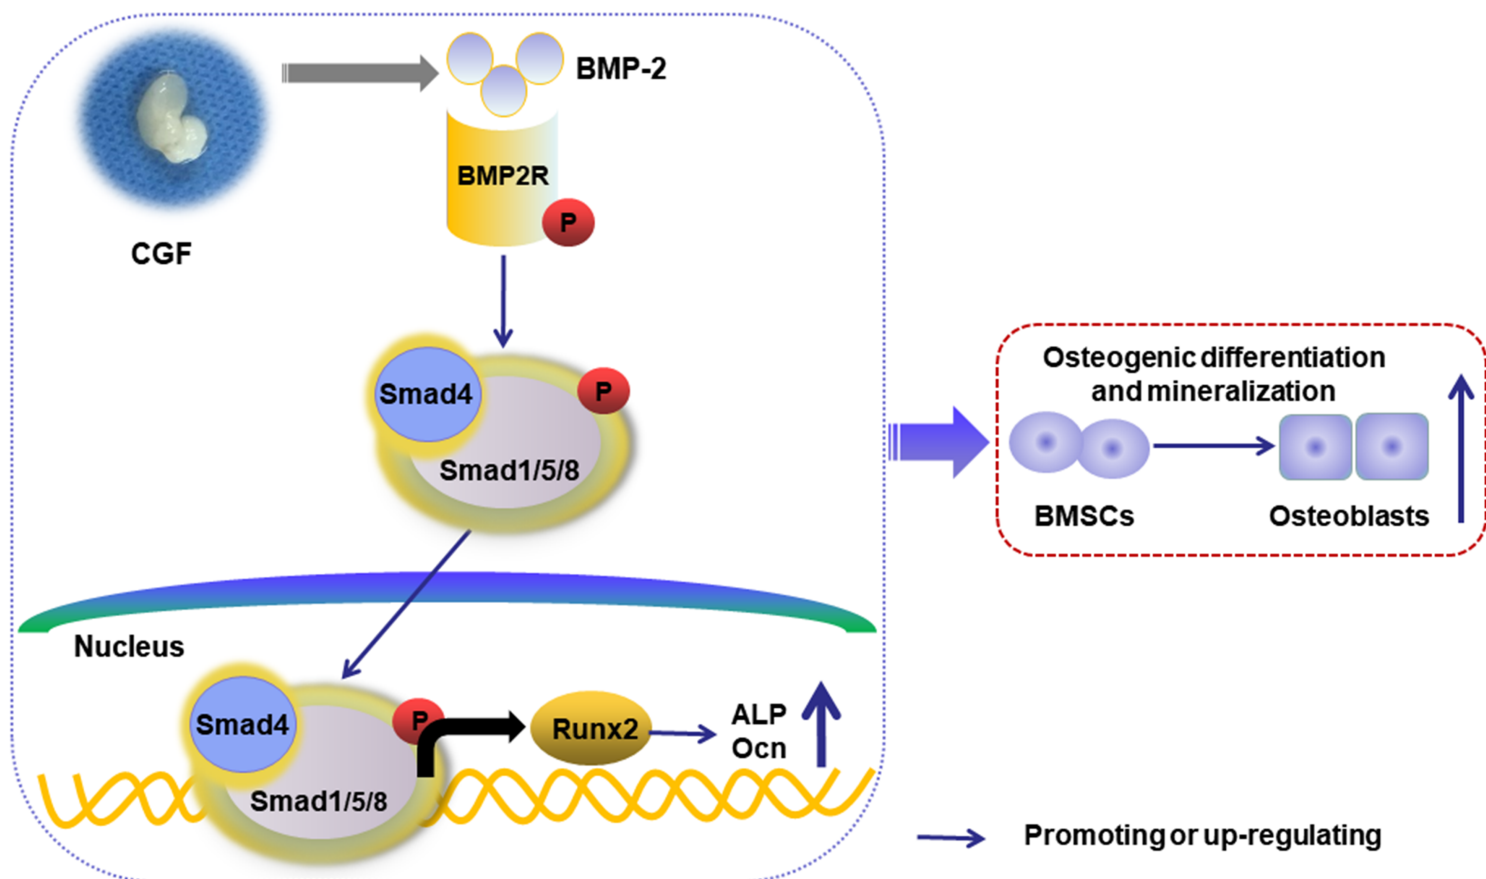 BMP-2
BMP2R
P
CGF
Smad4
P
Smad1/5/8
Nucleus
Smad4
P
Smad1/5/8
Runx2
ALP
Ocn
Osteogenic differentiation
and mineralization
BMSCs
Osteoblasts
Promoting or up-regulating